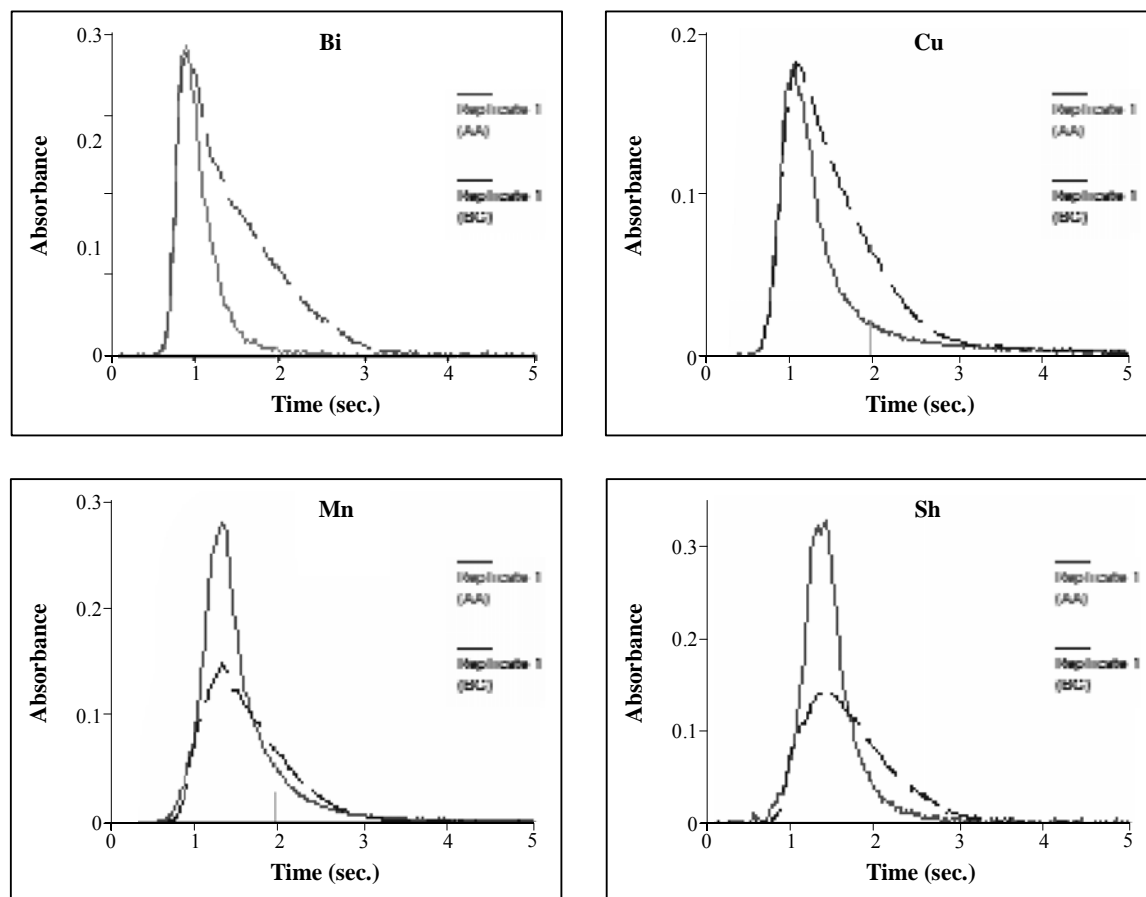 Bi
Absorbance
0.3
0.2
0.1
0
0 1 2 3 4 5
Time (sec.)
Replicate 1
(AA)
Replicate 1
(BG)
Cu
Absorbance
0.2
0.1
0
0 1 2 3 4 5
Time (sec.)
Replicate 1
(AA)
Replicate 1
(BG)
Mn
Absorbance
0.3
0.2
0.1
0
0 1 2 3 4 5
Time (sec.)
Replicate 1
(AA)
Replicate 1
(BG)
Sh
Absorbance
0.3
0.2
0.1
0
0 1 2 3 4 5
Time (sec.)
Replicate 1
(AA)
Replicate 1
(BG)